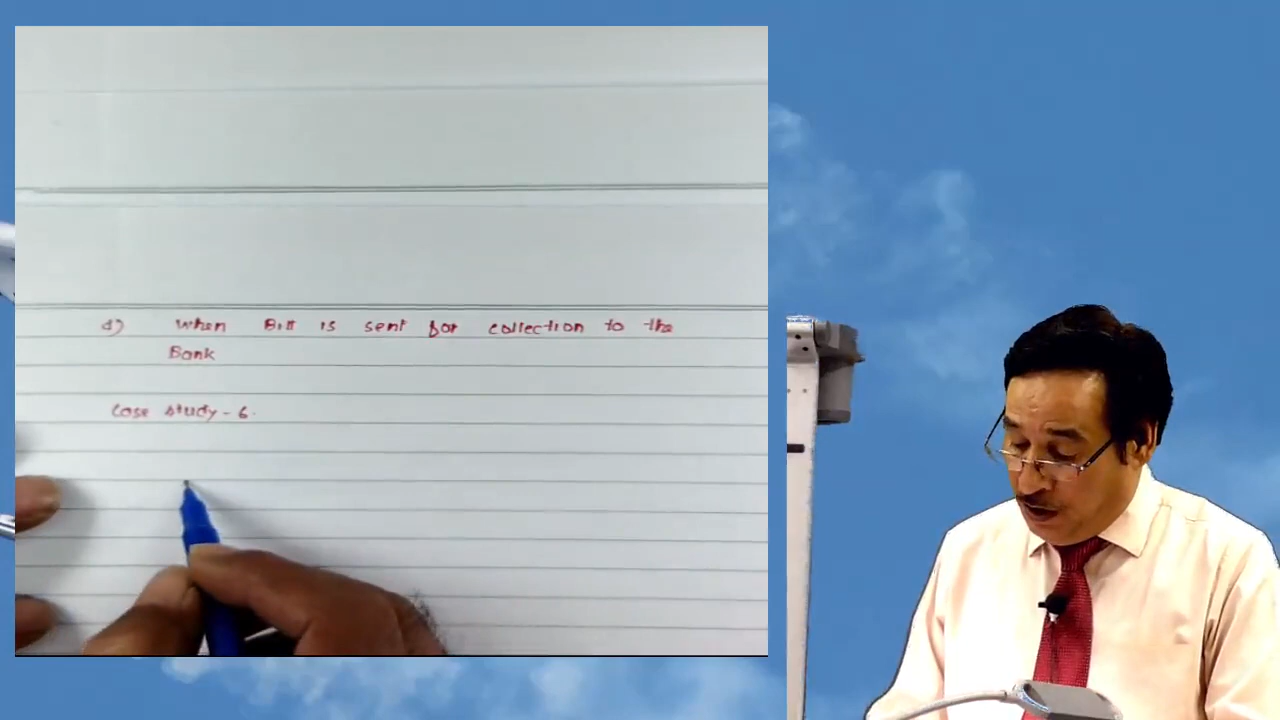 d) When Bill is sent for collection to the
Bank
Case study - 6.